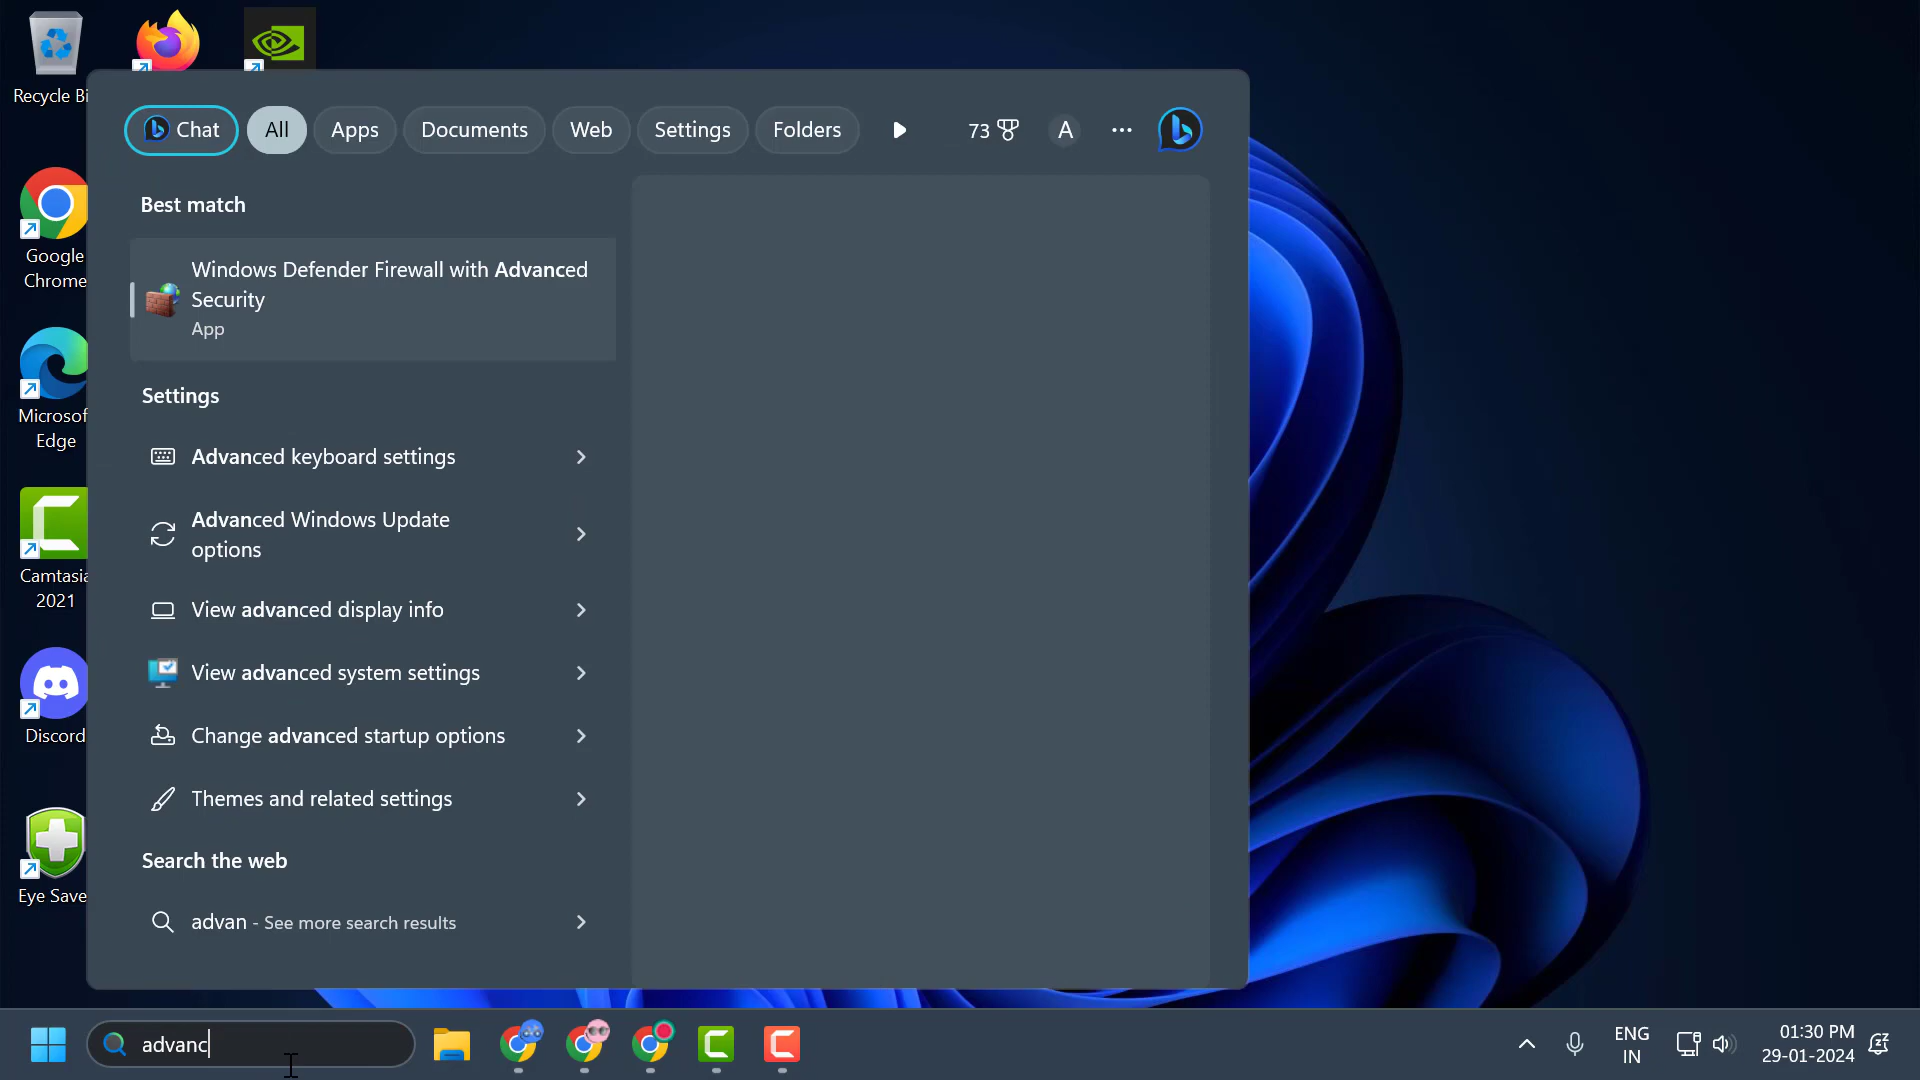 Recycle Bi
Chat
All
Apps
Documents
Web
Settings
Folders
73
A
Best match
Windows Defender Firewall with Advanced
Security
App
Settings
Advanced keyboard settings
Advanced Windows Update
options
View advanced display info
View advanced system settings
Change advanced startup options
Themes and related settings
Search the web
advan - See more search results
Google
Chrome
Microsof
Edge
Camtasia
2021
Discord
Eye Save
advanc
ENG
IN
01:30 PM
29-01-2024